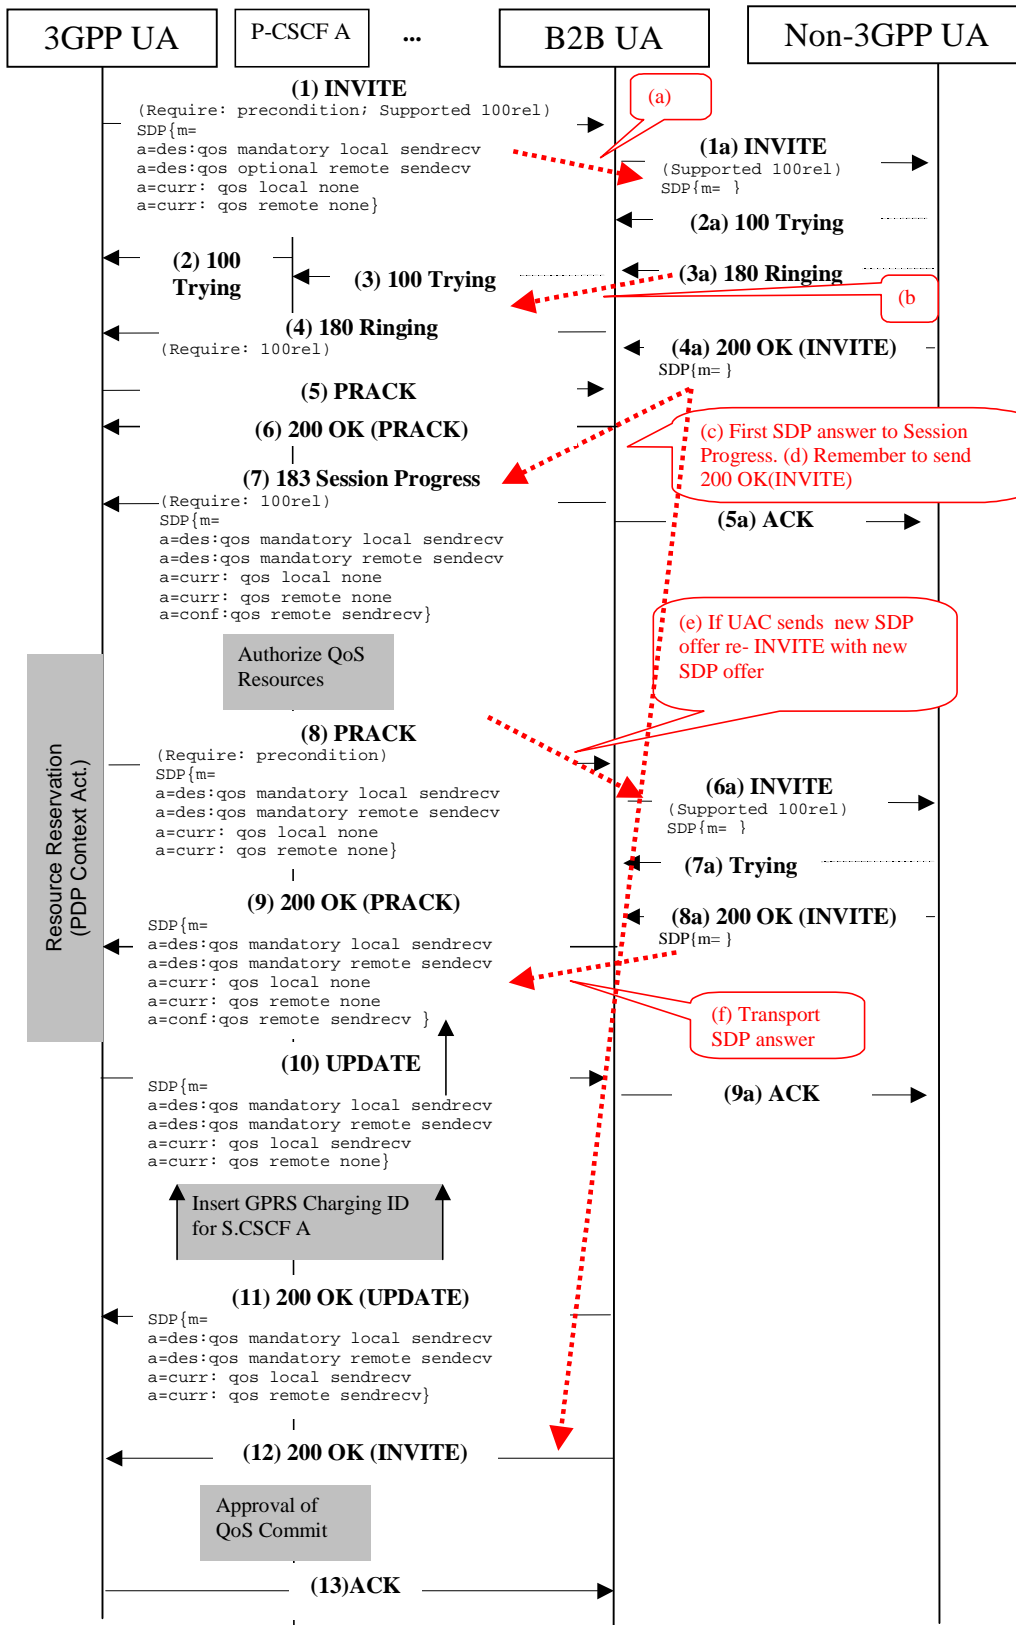 3GPP UA
P-CSCF A
...
B2B UA
Non-3GPP UA
(1) INVITE
(Require: precondition; Supported 100rel)
SDP{m=
a=des:qos mandatory local sendrecv
a=des:qos optional remote sendecv
a=curr: qos local none
a=curr: qos remote none}
(a)
(1a) INVITE
(Supported 100rel)
SDP{m= }
(2a) 100 Trying
(2) 100
Trying
(3) 100 Trying
(3a) 180 Ringing
(b
(4) 180 Ringing
(Require: 100rel)
(4a) 200 OK (INVITE)
SDP{m= }
(5) PRACK
(6) 200 OK (PRACK)
(c) First SDP answer to Session
Progress. (d) Remember to send
200 OK(INVITE)
(7) 183 Session Progress
(Require: 100rel)
SDP{m=
a=des:qos mandatory local sendrecv
a=des:qos mandatory remote sendecv
a=curr: qos local none
a=curr: qos remote none
a=conf:qos remote sendrecv}
(5a) ACK
(e) If UAC sends new SDP
offer re- INVITE with new
SDP offer
Authorize QoS
Resources
Resource Reservation
(PDP Context Act.)
(8) PRACK
(Require: precondition)
SDP{m=
a=des:qos mandatory local sendrecv
a=des:qos mandatory remote sendecv
a=curr: qos local none
a=curr: qos remote none}
(6a) INVITE
(Supported 100rel)
SDP{m= }
(7a) Trying
(9) 200 OK (PRACK)
SDP{m=
a=des:qos mandatory local sendrecv
a=des:qos mandatory remote sendecv
a=curr: qos local none
a=curr: qos remote none
a=conf:qos remote sendrecv }
(8a) 200 OK (INVITE)
SDP{m= }
(f) Transport
SDP answer
(10) UPDATE
SDP{m=
a=des:qos mandatory local sendrecv
a=des:qos mandatory remote sendecv
a=curr: qos local sendrecv
a=curr: qos remote none}
(9a) ACK
Insert GPRS Charging ID
for S.CSCF A
(11) 200 OK (UPDATE)
SDP{m=
a=des:qos mandatory local sendrecv
a=des:qos mandatory remote sendecv
a=curr: qos local sendrecv
a=curr: qos remote sendrecv}
(12) 200 OK (INVITE)
Approval of
QoS Commit
(13)ACK